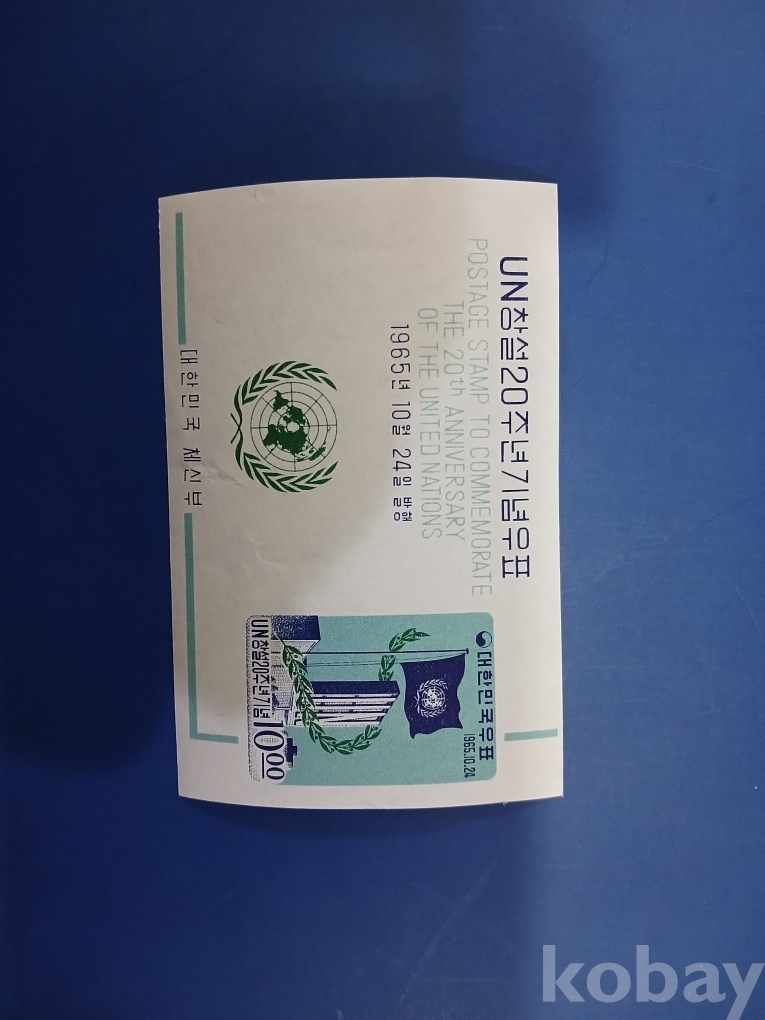 UN창설20주년기념우표
POSTAGE STAMP TO COMMEMORATE
THE 20th ANNIVERSARY
OF THE UNITED NATIONS
1965년 10월 24일 발행
대한민국 체신부
대한민국우표
1965.10.24
UN창설20주년기념
10.00
kobay